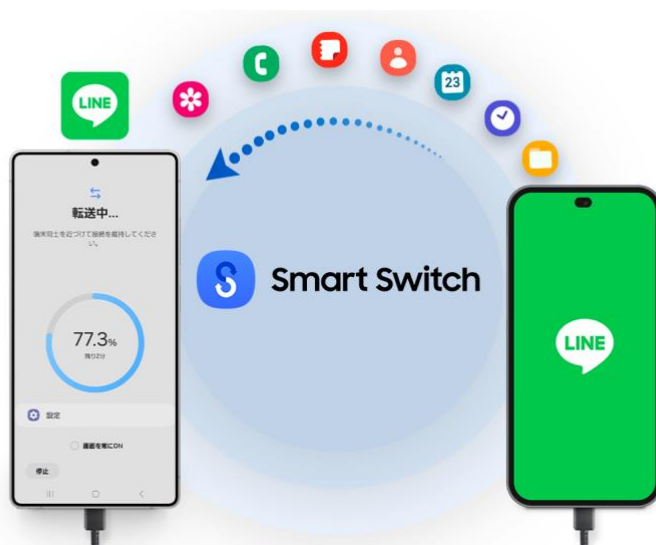 LINE
23
転送中...
端末同士を近づけて接続を維持してくださ
い。
77.3%
残り2分
設定
画面を常にON
停止
Smart Switch
LINE